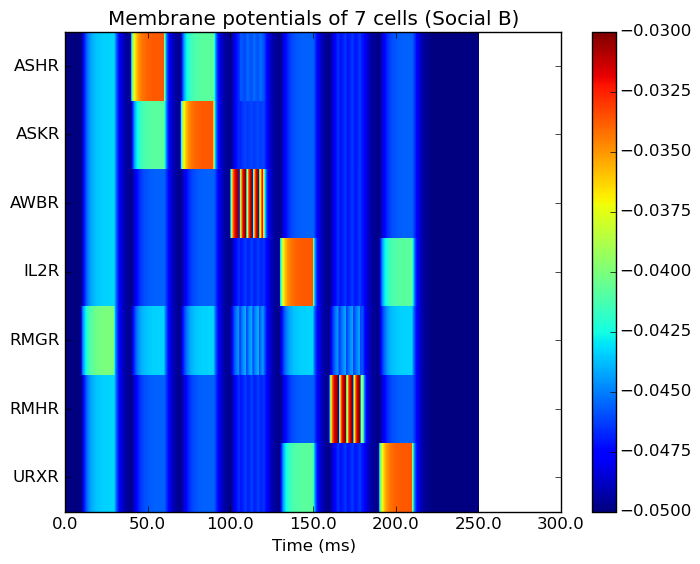 Membrane potentials of 7 cells (Social B)
ASHR
ASKR
AWBR
IL2R
RMGR
RMHR
URXR
0.0 50.0 100.0 150.0 200.0 250.0 300.0
Time (ms)
−0.0300
−0.0325
−0.0350
−0.0375
−0.0400
−0.0425
−0.0450
−0.0475
−0.0500